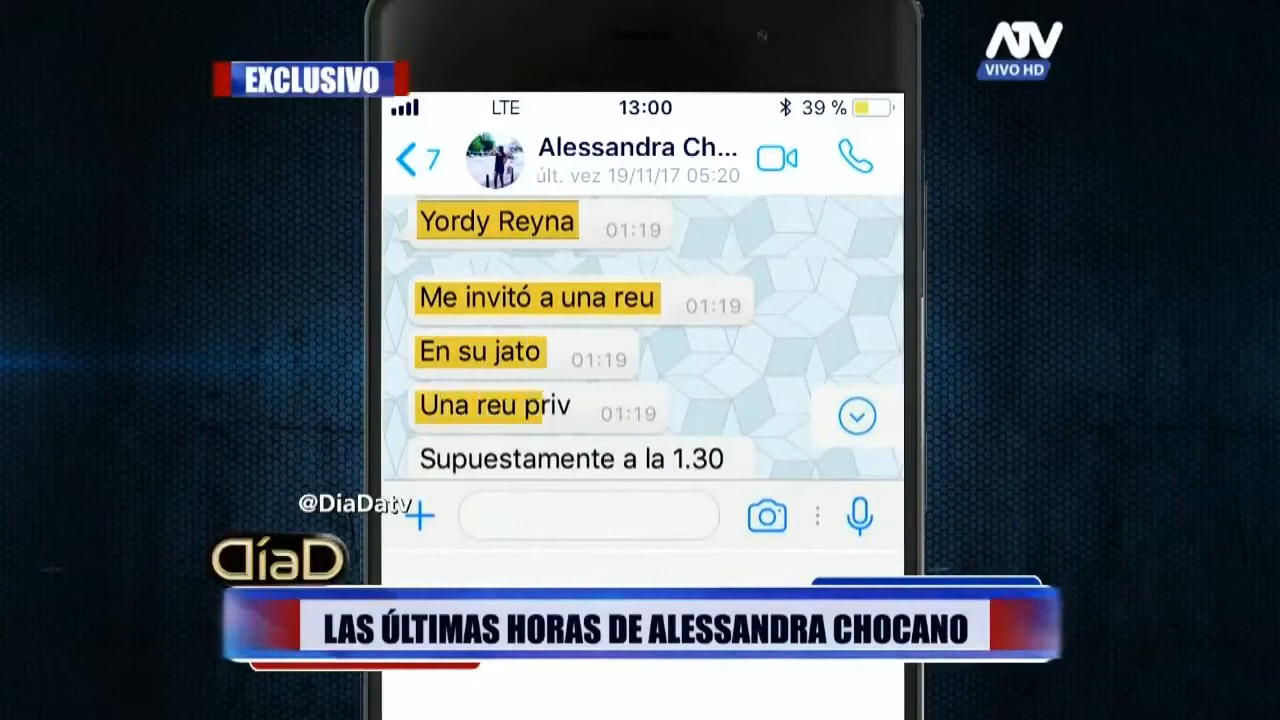 EXCLUSIVO
ATV
VIVO HD
LTE 13:00 39 %
7 Alessandra Ch...
últ. vez 19/11/17 05:20
Yordy Reyna 01:19
Me invitó a una reu 01:19
En su jato 01:19
Una reu priv 01:19
Supuestamente a la 1.30
@DiaDatv
DíaD
LAS ÚLTIMAS HORAS DE ALESSANDRA CHOCANO